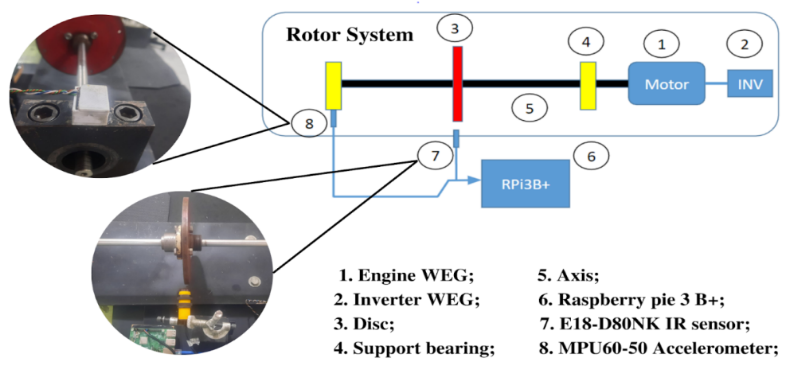 Rotor System
3
4
1
2
Motor
INV
5
8
7
6
RPi3B+
1. Engine WEG;
2. Inverter WEG;
3. Disc;
4. Support bearing;
5. Axis;
6. Raspberry pie 3 B+;
7. E18-D80NK IR sensor;
8. MPU60-50 Accelerometer;